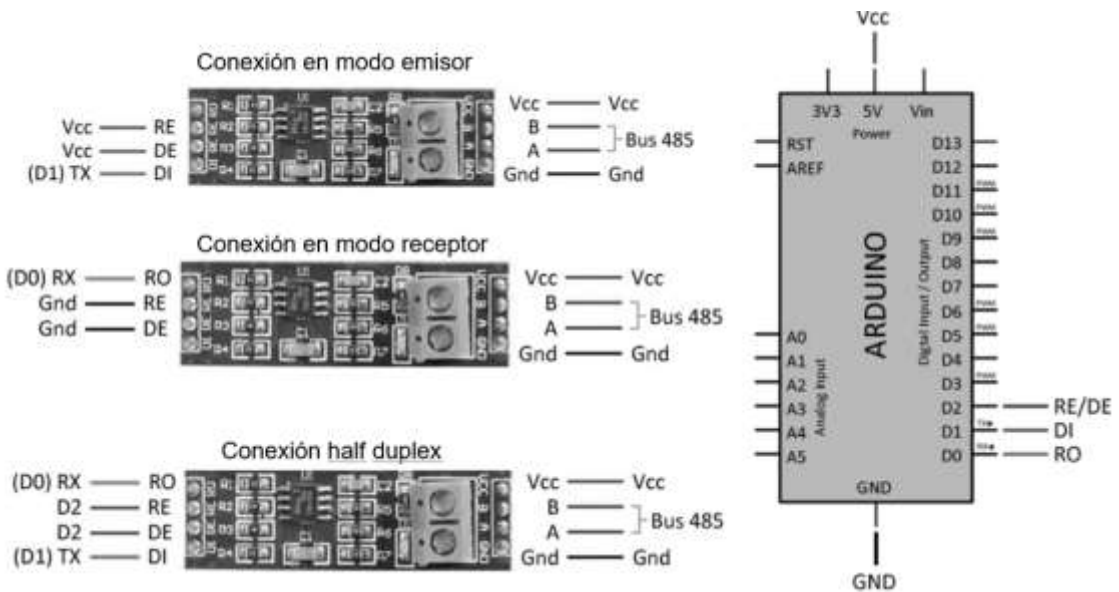 Conexión en modo emisor
Vcc RE
Vcc DE
(D1) TX DI
Vcc Vcc
B
A
Bus 485
Gnd Gnd
Conexión en modo receptor
(D0) RX RO
Gnd RE
Gnd DE
Vcc Vcc
B
A
Bus 485
Gnd Gnd
Conexión half duplex
(D0) RX RO
D2 RE
D2 DE
(D1) TX DI
Vcc Vcc
B
A
Bus 485
Gnd Gnd
Vcc
3V3 5V Vin
Power
RST
AREF
A0
A1
A2
A3
A4
A5
Analog Input
ARDUINO
Digital Input / Output
D13
D12
D11
D10
D9
D8
D7
D6
D5
D4
D3
D2 RE/DE
D1 DI
D0 RO
GND
GND